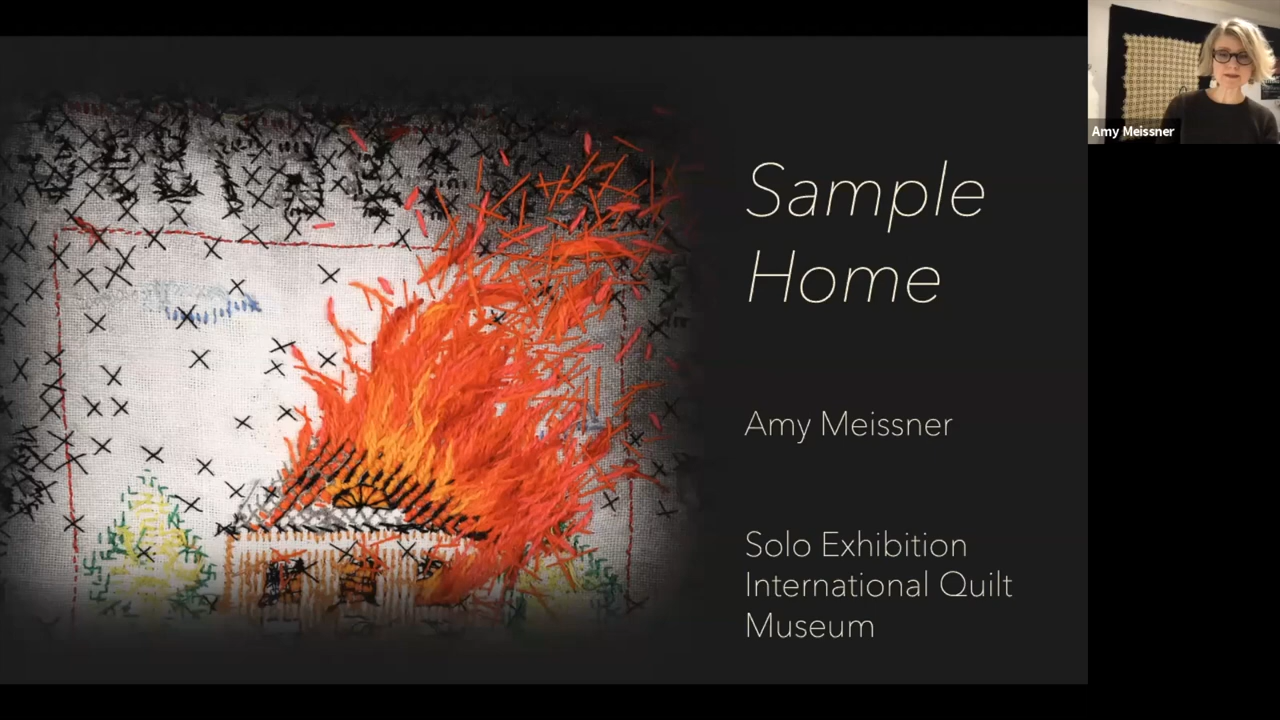 Sample
Home
Amy Meissner
Solo Exhibition
International Quilt
Museum
Amy Meissner